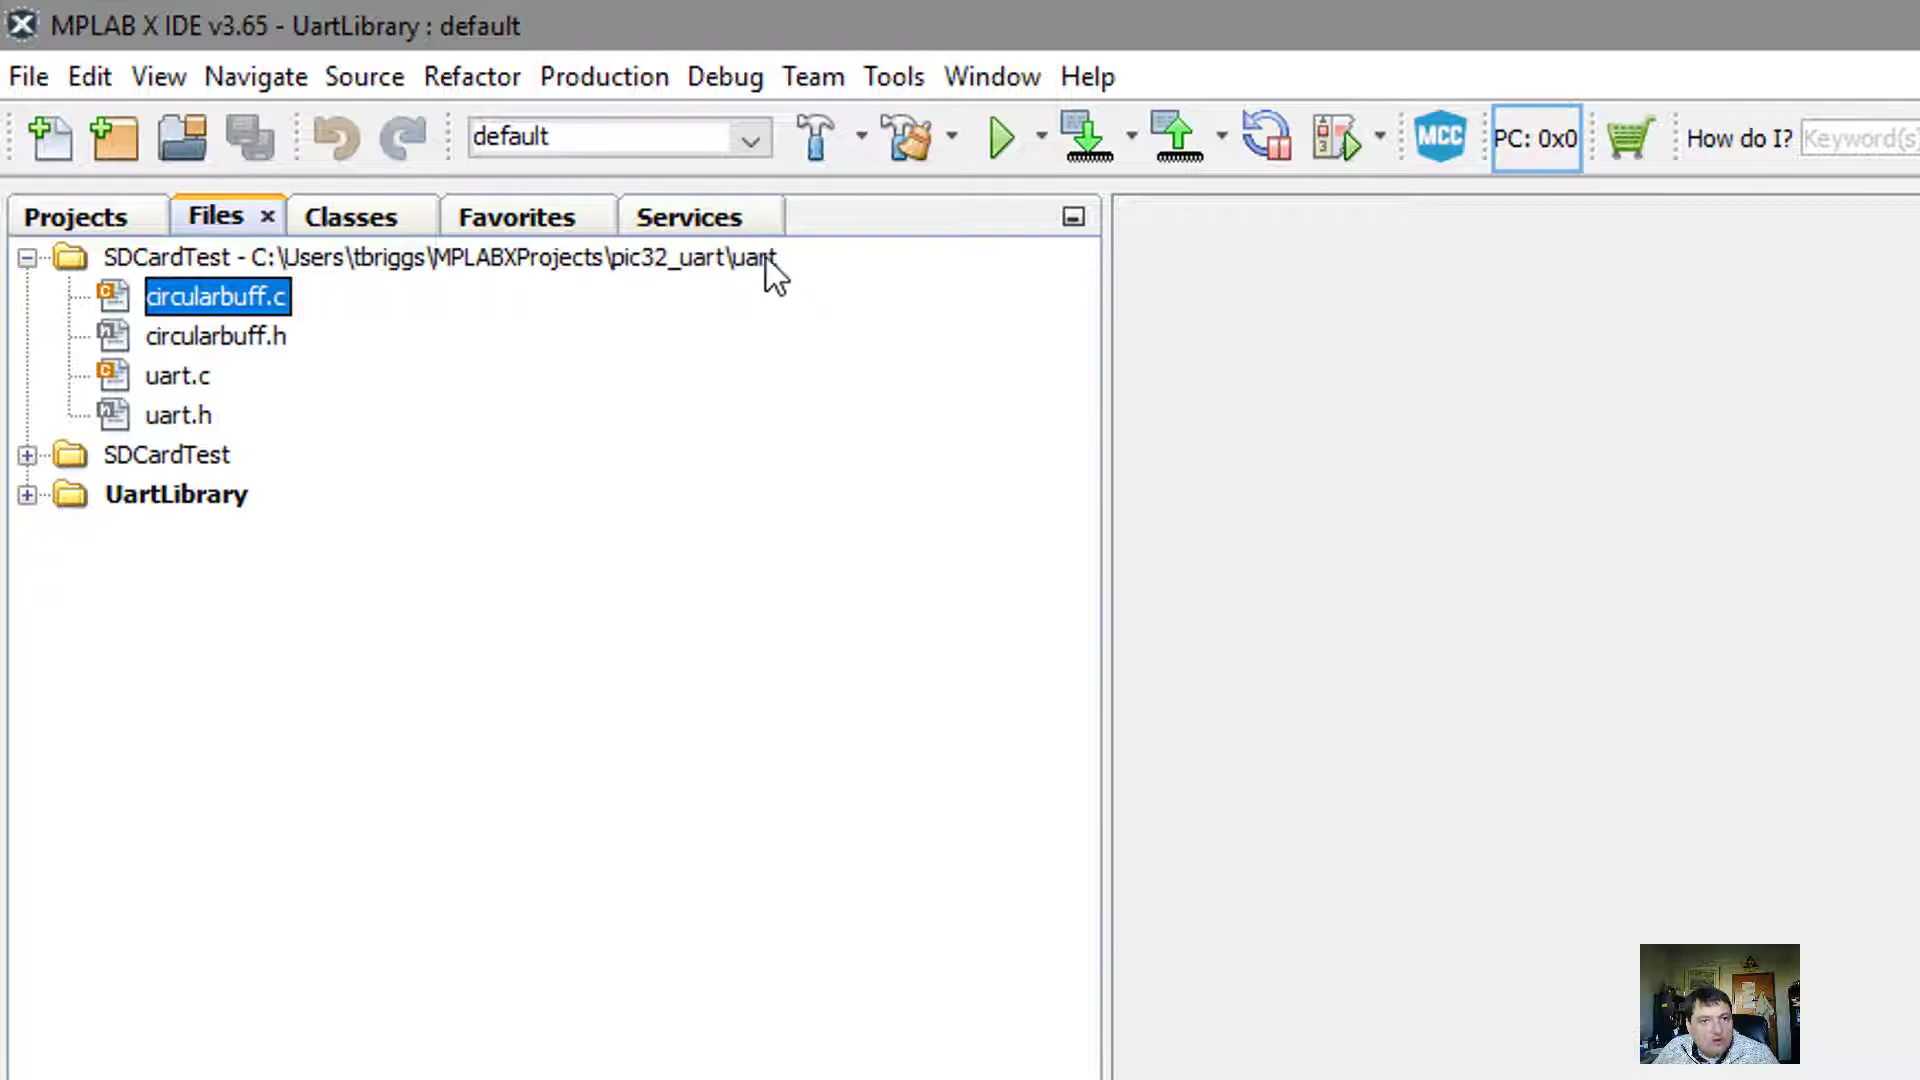 MPLAB X IDE v3.65 - UartLibrary : default
File Edit View Navigate Source Refactor Production Debug Team Tools Window Help
default MCC PC: 0x0 How do I? Keyword(s)
Projects Files x Classes Favorites Services
SDCardTest - C:\Users\tbriggs\MPLABXProjects\pic32_uart\uart
circularbuff.c
circularbuff.h
uart.c
uart.h
SDCardTest
UartLibrary